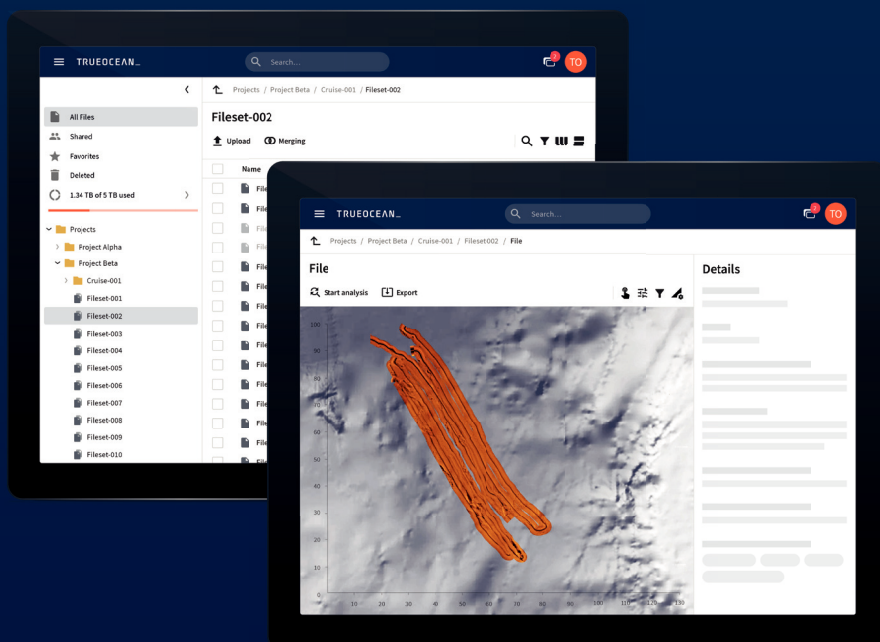 TRUEOCEAN_
Search...
2
TO
Projects / Project Beta / Cruise-001 / Fileset-002
All Files
Shared
Favorites
Deleted
1.34 TB of 5 TB used
Projects
Project Alpha
Project Beta
Cruise-001
Fileset-001
Fileset-002
Fileset-003
Fileset-004
Fileset-005
Fileset-006
Fileset-007
Fileset-008
Fileset-009
Fileset-010
Fileset-002
Upload Merging
Name
TRUEOCEAN_
Search...
2
TO
Projects / Project Beta / Cruise-001 / Fileset002 / File
File
Start analysis Export
100
90
80
70
60
50
40
30
20
10
0
10 20 30 40 50 60 70 80 90 100 110 120 130
Details